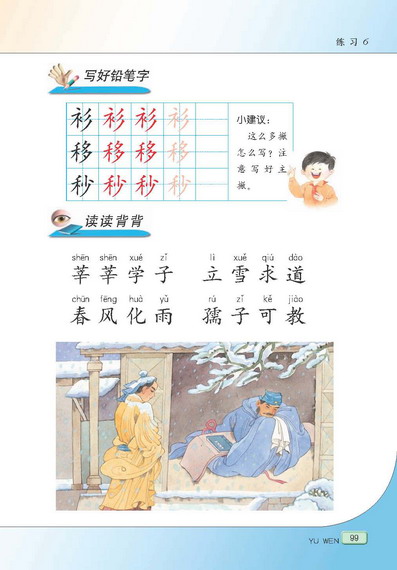 练习6
写好铅笔字
衫 衫 衫 衫
移 移 移 移
秒 秒 秒 秒
小建议：
这么多撇
怎么写？注
意写好主
撇。
读读背背
shēn shēn xué zǐ lì xuě qiú dào
莘莘学子 立雪求道
chūn fēng huà yǔ rú zǐ kě jiào
春风化雨 孺子可教
YU WEN 99